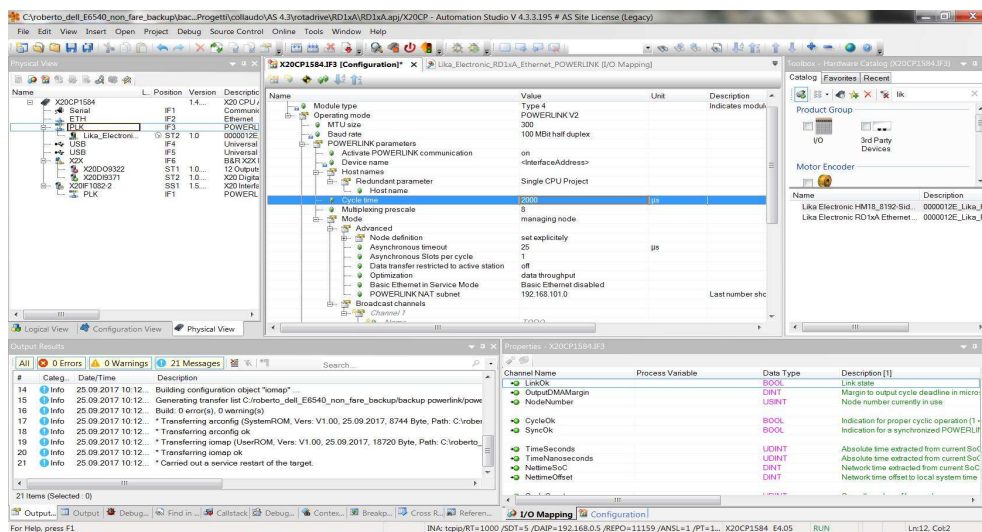 C:\roberto_dell_E6540_non_fare_backup\bac...Progetti\collaudo\AS 4.3\rotadrive\RD1xA\RD1xA.apj/X20CP - Automation Studio V 4.3.3.195 # AS Site License (Legacy)
File Edit View Insert Open Project Debug Source Control Online Tools Window Help
Physical View
Name L... Position Version Descriptic
X20CP1584 1.4... X20 CPU
Serial IF1 Communic
ETH IF2 Ethernet
PLK IF3 POWERL
Lika_Electroni... ST2 1.0 0000012E
USB IF4 Universal
USB IF5 Universal
X2X IF6 B&R X2X
X20DO9322 ST1 1.0... 12 Outputs
X20DI9371 ST2 1.0... X20 Digita
X20IF1082-2 SS1 1.5... X20 Interfa
PLK IF1 POWERL
Logical View Configuration View Physical View
X20CP1584.IF3 [Configuration]* X Lika_Electronic_RD1xA_Ethernet_POWERLINK [I/O Mapping]
Name Value Unit Description
Module type Type 4 Indicates modul
Operating mode POWERLINK V2
MTU size 300
Baud rate 100 MBit half duplex
POWERLINK parameters
Activate POWERLINK communication on
Device name <InterfaceAddress>
Host names
Redundant parameter Single CPU Project
Host name
Cycle time 2000 µs
Multiplexing prescale 8
Mode managing node
Advanced
Node definition set explicitely
Asynchronous timeout 25 µs
Asynchronous Slots per cycle 1
Data transfer restricted to active station off
Optimization data throughput
Basic Ethernet in Service Mode Basic Ethernet disabled
POWERLINK NAT subnet 192.168.101.0 Last number sho
Broadcast channels
Channel 1
Toolbox - Hardware Catalog (X20CP1584.IF3)
Catalog Favorites Recent
lik
Product Group
I/O 3rd Party Devices
Motor Encoder
Name Description
Lika Electronic HM18_8192-Sid... 0000012E_Lika_
Lika Electronic RD1xA Ethernet... 0000012E_Lika_
Output Results
All 0 Errors 0 Warnings 21 Messages Search...
# Categ... Date/Time Description
14 Info 25.09.2017 10:12... Building configuration object "iomap" ...
15 Info 25.09.2017 10:12... Generating transfer list C:/roberto_dell_E6540_non_fare_backup/backup powerlink/powe
16 Info 25.09.2017 10:12... Build: 0 error(s), 0 warning(s)
17 Info 25.09.2017 10:12... * Transferring arconfig (SystemROM, Vers: V1.00, 25.09.2017, 8744 Byte, Path: C:\rober
18 Info 25.09.2017 10:12... * Transferring arconfig ok
19 Info 25.09.2017 10:12... * Transferring iomap (UserROM, Vers: V1.00, 25.09.2017, 18720 Byte, Path: C:\roberto_
20 Info 25.09.2017 10:12... * Transferring iomap ok
21 Info 25.09.2017 10:12... * Carried out a service restart of the target.
21 Items (Selected : 0)
Output... Output Debug... Find in ... Callstack Debug... Contex... Breakp... Cross R... Referen...
Properties - X20CP1584.IF3
Channel Name Process Variable Data Type Description [1]
LinkOk BOOL Link state
OutputDMAMargin DINT Margin to output cycle deadline in micro
NodeNumber USINT Node number currently in use
CycleOk BOOL Indication for proper cyclic operation (1 =
SyncOk BOOL Indication for a synchronized POWERLI
TimeSeconds UDINT Absolute time extracted from current SoC
TimeNanoseconds UDINT Absolute time extracted from current SoC
NettimeSoC DINT Network time extracted from current SoC
NettimeOffset DINT Network time offset to local system time
I/O Mapping Configuration
For Help, press F1 INA: tcpip/RT=1000 /SDT=5 /DAIP=192.168.0.5 /REPO=11159 /ANSL=1 /PT=1... X20CP1584 E4.05 RUN Ln:12, Col:2